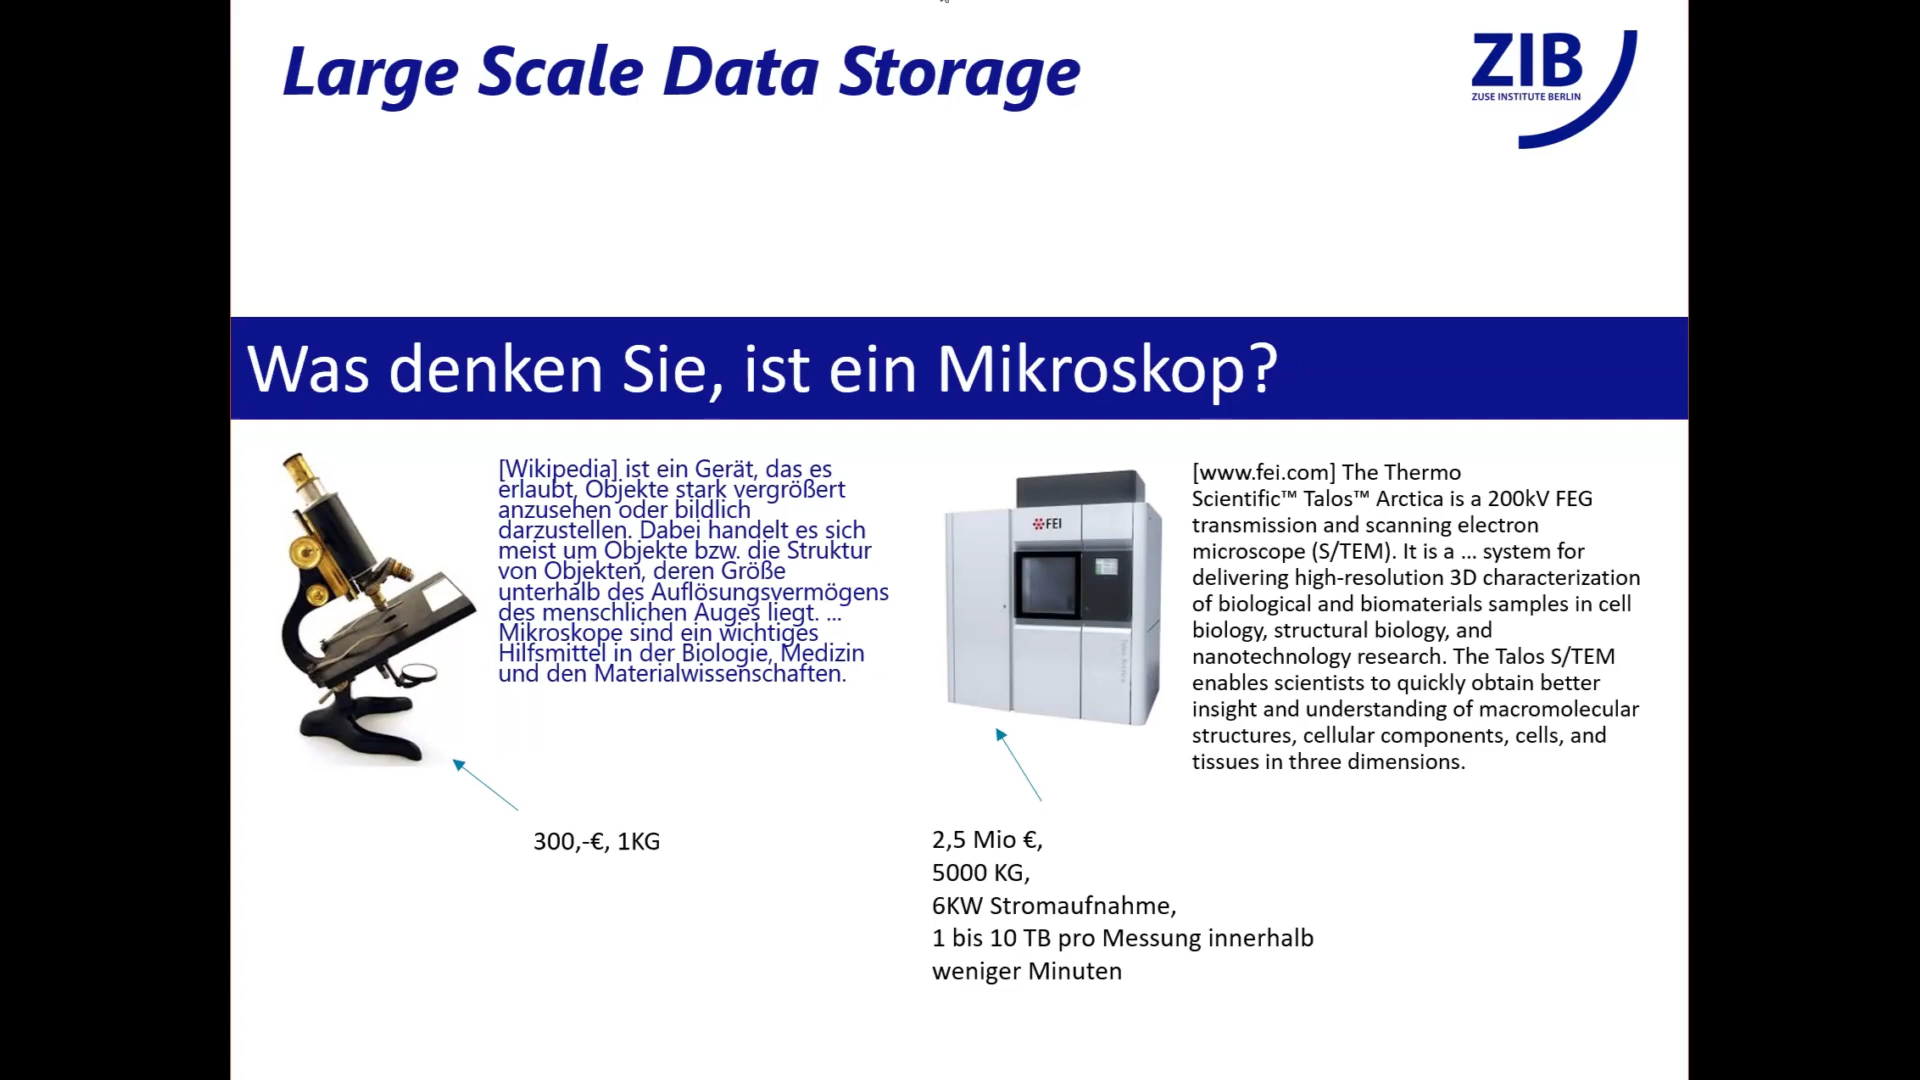 Large Scale Data Storage
ZIB
ZUSE INSTITUTE BERLIN
Was denken Sie, ist ein Mikroskop?
[Wikipedia] ist ein Gerät, das es
erlaubt, Objekte stark vergrößert
anzusehen oder bildlich
darzustellen. Dabei handelt es sich
meist um Objekte bzw. die Struktur
von Objekten, deren Größe
unterhalb des Auflösungsvermögens
des menschlichen Auges liegt. ...
Mikroskope sind ein wichtiges
Hilfsmittel in der Biologie, Medizin
und den Materialwissenschaften.
300,-€, 1KG
FEI
[www.fei.com] The Thermo
Scientific™ Talos™ Arctica is a 200kV FEG
transmission and scanning electron
microscope (S/TEM). It is a ... system for
delivering high-resolution 3D characterization
of biological and biomaterials samples in cell
biology, structural biology, and
nanotechnology research. The Talos S/TEM
enables scientists to quickly obtain better
insight and understanding of macromolecular
structures, cellular components, cells, and
tissues in three dimensions.
2,5 Mio €,
5000 KG,
6KW Stromaufnahme,
1 bis 10 TB pro Messung innerhalb
weniger Minuten